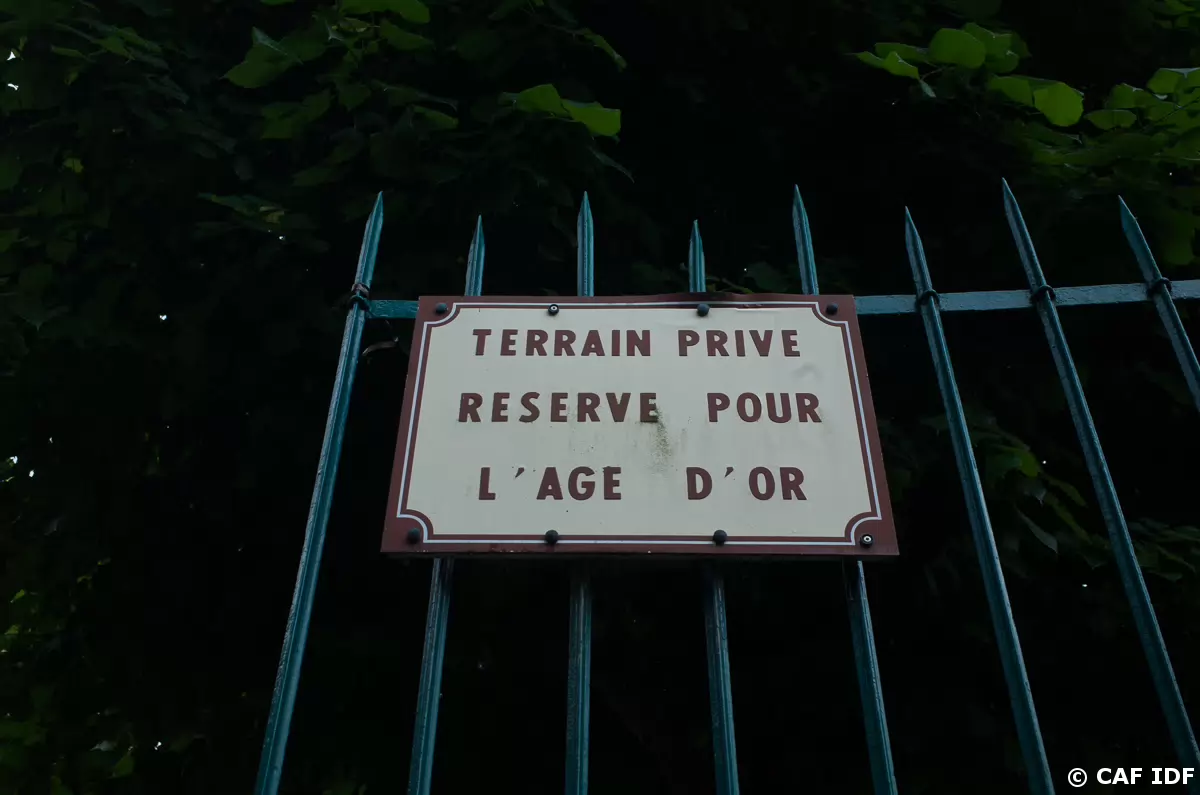 TERRAIN PRIVE
RESERVE POUR
L'AGE D'OR
© CAF IDF